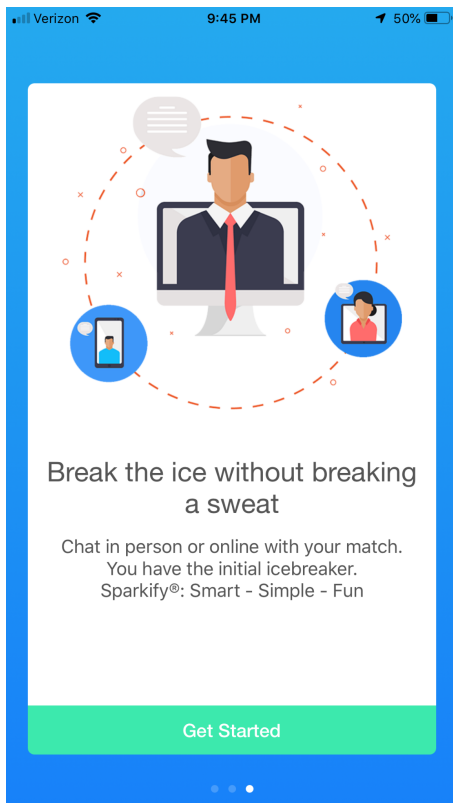 Verizon 9:45 PM 50%
Break the ice without breaking
a sweat
Chat in person or online with your match.
You have the initial icebreaker.
Sparkify®: Smart - Simple - Fun
Get Started